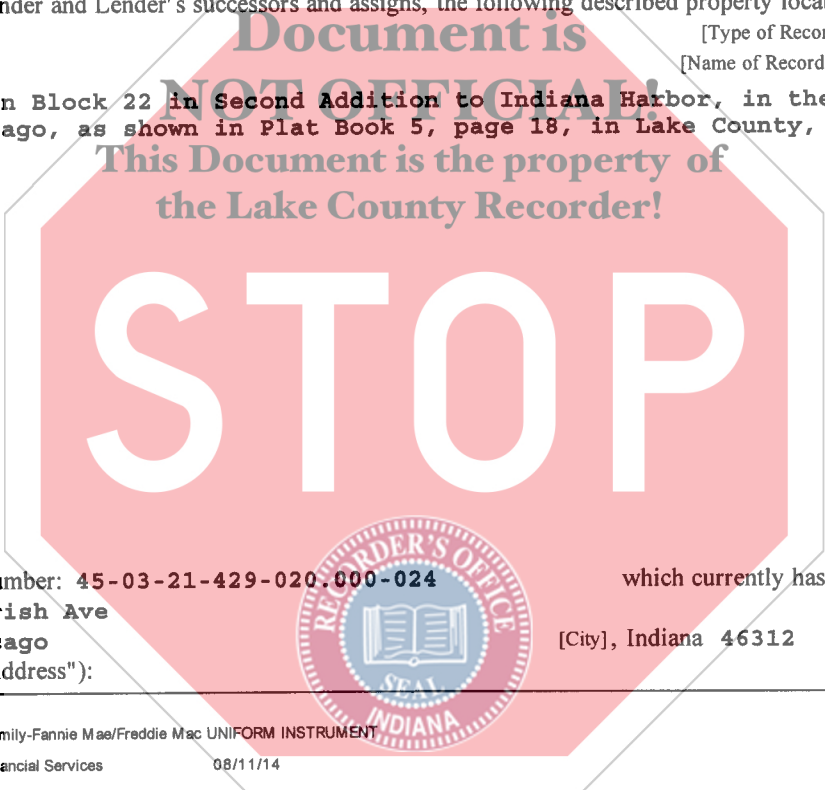 nder and Lender's successors and assigns, the following described property loca
Document is
[Type of Recor
[Name of Record
NOT OFFICIAL!
n Block 22 in Second Addition to Indiana Harbor, in the
ago, as shown in Plat Book 5, page 18, in Lake County,
This Document is the property of
the Lake County Recorder!
STOP
RECORDER'S OFFICE
SEAL
INDIANA
mber: 45-03-21-429-020.000-024 which currently has
rish Ave
ago [City], Indiana 46312
ddress"):
mily-Fannie Mae/Freddie Mac UNIFORM INSTRUMENT
ancial Services 08/11/14